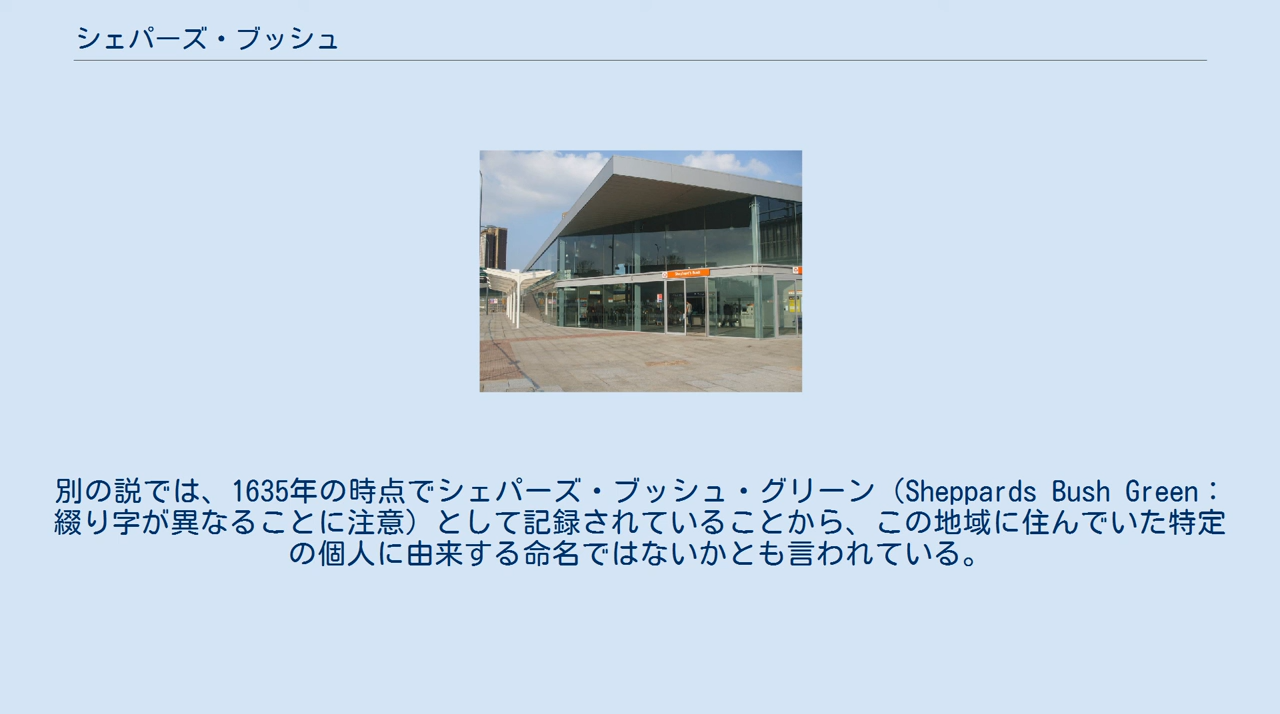 シェパーズ・ブッシュ
別の説では、1635年の時点でシェパーズ・ブッシュ・グリーン（Sheppards Bush Green：
綴り字が異なることに注意）として記録されていることから、この地域に住んでいた特定
の個人に由来する命名ではないかとも言われている。